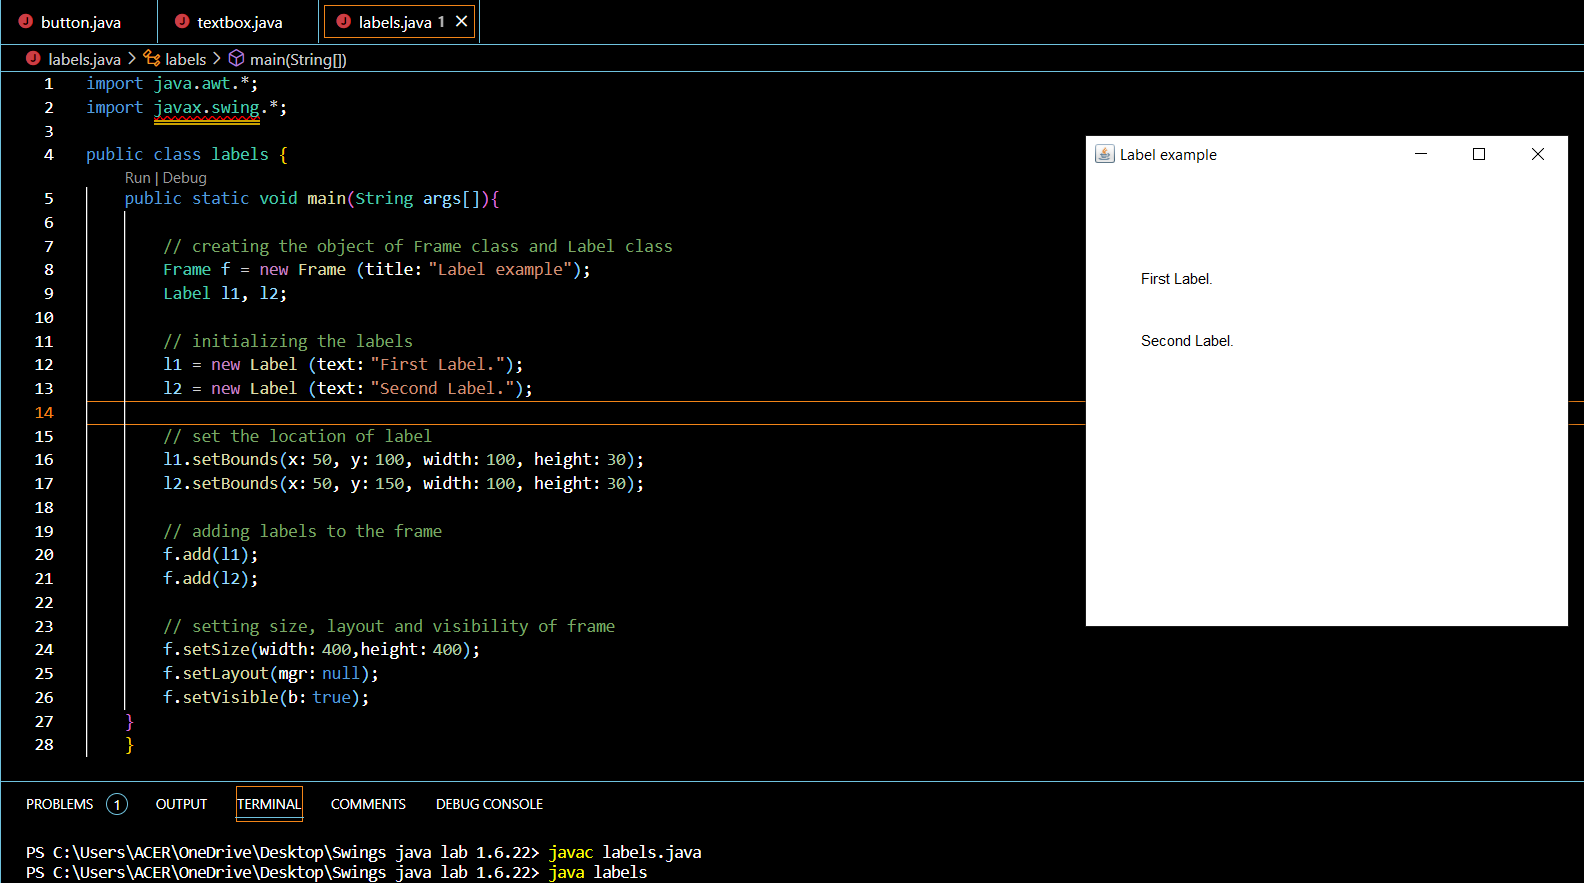 button.java textbox.java labels.java 1
labels.java > labels > main(String[])
1 import java.awt.*;
2 import javax.swing.*;
3
4 public class labels {
Run | Debug
5 public static void main(String args[]){
6
7 // creating the object of Frame class and Label class
8 Frame f = new Frame (title: "Label example");
9 Label l1, l2;
10
11 // initializing the labels
12 l1 = new Label (text: "First Label.");
13 l2 = new Label (text: "Second Label.");
14
15 // set the location of label
16 l1.setBounds(x: 50, y: 100, width: 100, height: 30);
17 l2.setBounds(x: 50, y: 150, width: 100, height: 30);
18
19 // adding labels to the frame
20 f.add(l1);
21 f.add(l2);
22
23 // setting size, layout and visibility of frame
24 f.setSize(width: 400,height: 400);
25 f.setLayout(mgr: null);
26 f.setVisible(b: true);
27 }
28 }
Label example
First Label.
Second Label.
PROBLEMS 1 OUTPUT TERMINAL COMMENTS DEBUG CONSOLE
PS C:\Users\ACER\OneDrive\Desktop\Swings java lab 1.6.22> javac labels.java
PS C:\Users\ACER\OneDrive\Desktop\Swings java lab 1.6.22> java labels